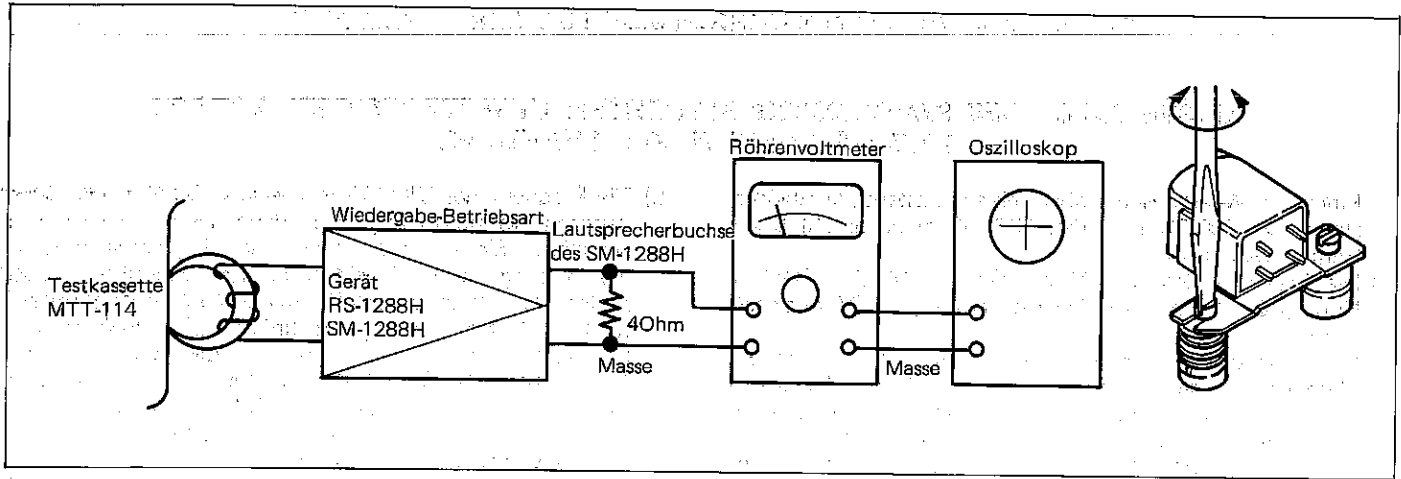 Röhrenvoltmeter
Oszilloskop
Wiedergabe-Betriebsart
Lautsprecherbuchse
des SM-1288H
Testkassette
MTT-114
Gerät
RS-1288H
SM-1288H
4Ohm
Masse
Masse